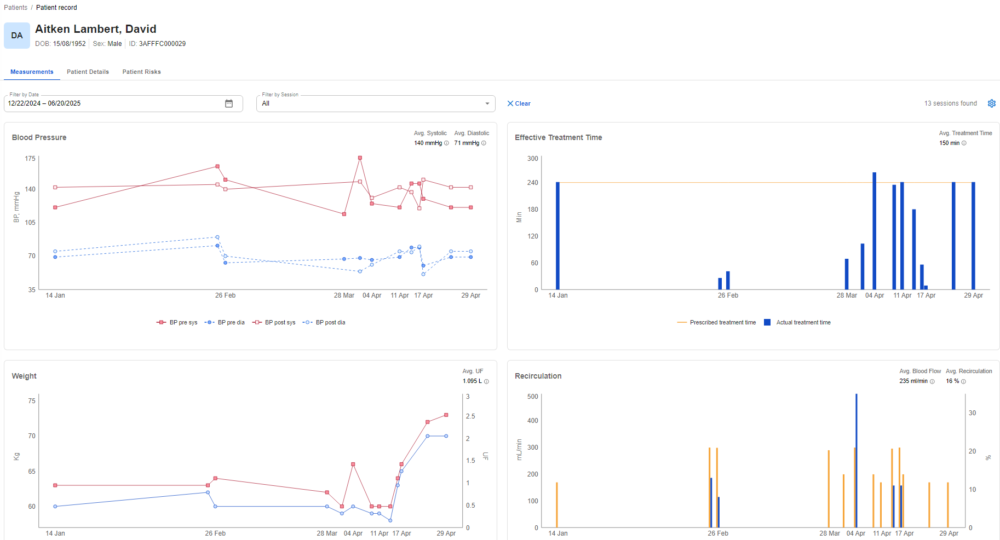 Patients / Patient record
DA
Aitken Lambert, David
DOB: 15/08/1952 Sex: Male ID: 3AFFFC000029
Measurements Patient Details Patient Risks
Filter by Date
12/22/2024 – 06/20/2025
Filter by Session
All
Clear
13 sessions found
Blood Pressure
Avg. Systolic Avg. Diastolic
140 mmHg 71 mmHg
175
140
105
70
35
BP, mmHg
14 Jan 26 Feb 28 Mar 04 Apr 11 Apr 17 Apr 29 Apr
BP pre sys BP pre dia BP post sys BP post dia
Effective Treatment Time
Avg. Treatment Time
150 min
300
240
180
120
60
0
Min
14 Jan 26 Feb 28 Mar 04 Apr 11 Apr 17 Apr 29 Apr
Prescribed treatment time Actual treatment time
Weight
Avg. UF
1.095 L
75
70
65
60
Kg
3
2.5
2
1.5
1
0.5
0
UF
14 Jan 26 Feb 28 Mar 04 Apr 11 Apr 17 Apr 29 Apr
Recirculation
Avg. Blood Flow Avg. Recirculation
235 ml/min 16 %
500
400
300
200
100
0
mL/min
30
20
10
0
%
14 Jan 26 Feb 28 Mar 04 Apr 11 Apr 17 Apr 29 Apr